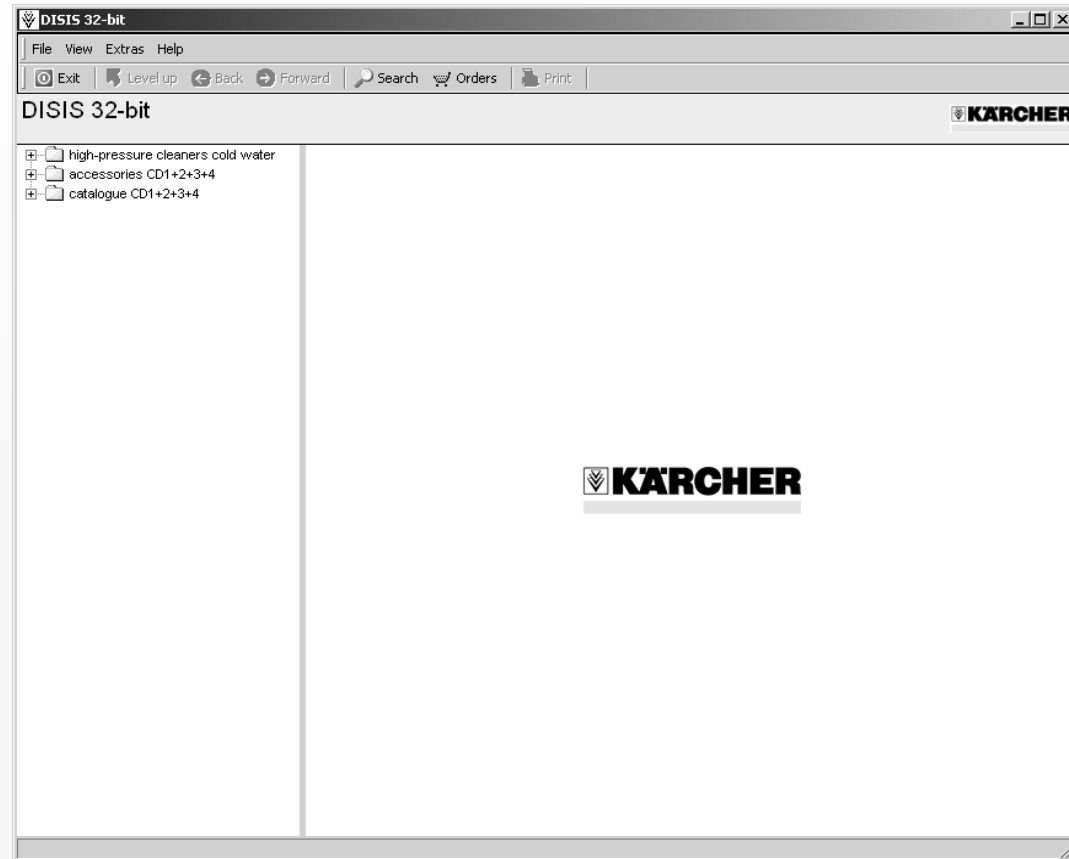 DISIS 32-bit
File View Extras Help
Exit Level up Back Forward Search Orders Print
DISIS 32-bit
KÄRCHER
high-pressure cleaners cold water
accessories CD1+2+3+4
catalogue CD1+2+3+4
KÄRCHER